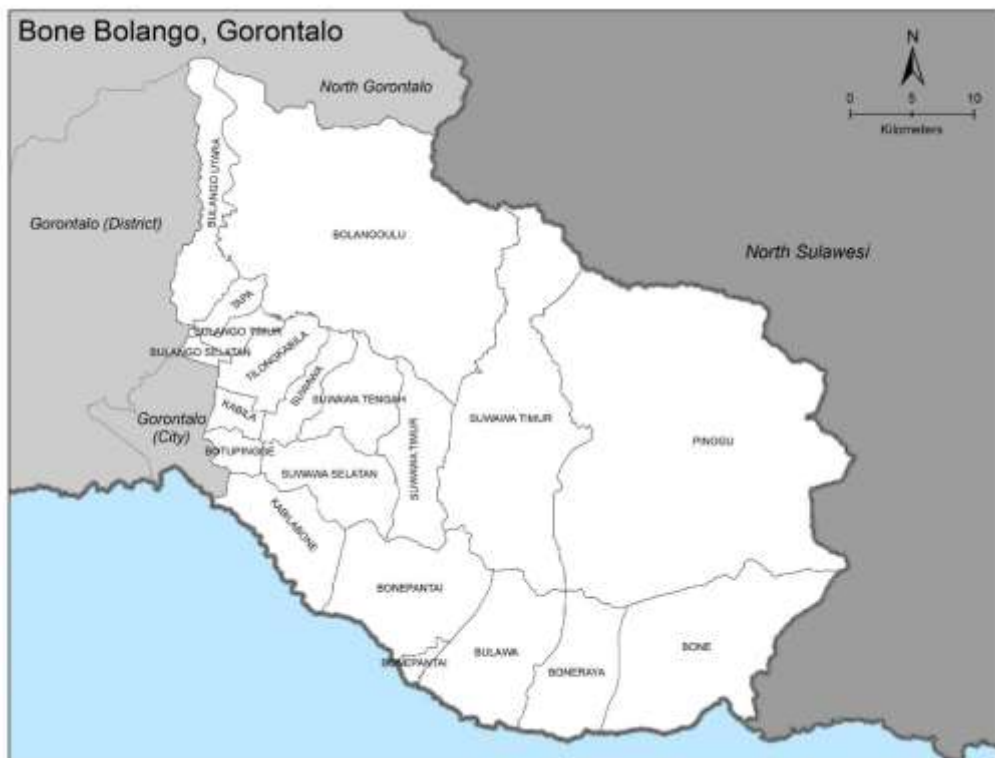 Bone Bolango, Gorontalo
N
North Gorontalo
0 5 10
Kilometers
BULANGO UTARA
Gorontalo (District)
BOLANGOULU
North Sulawesi
TAPA
BULANGO TIMUR
BULANGO SELATAN
TILONGKABILA
SUWAWA
SUWAWA TENGAH
KABILA
Gorontalo
(City)
SUWAWA TIMUR
SUWAWA TIMUR
PINOGU
BOTUPINGGE
SUWAWA SELATAN
KABILABONE
BONEPANTAI
BULAWA
BONE
BONEPANTAI
BONERAYA